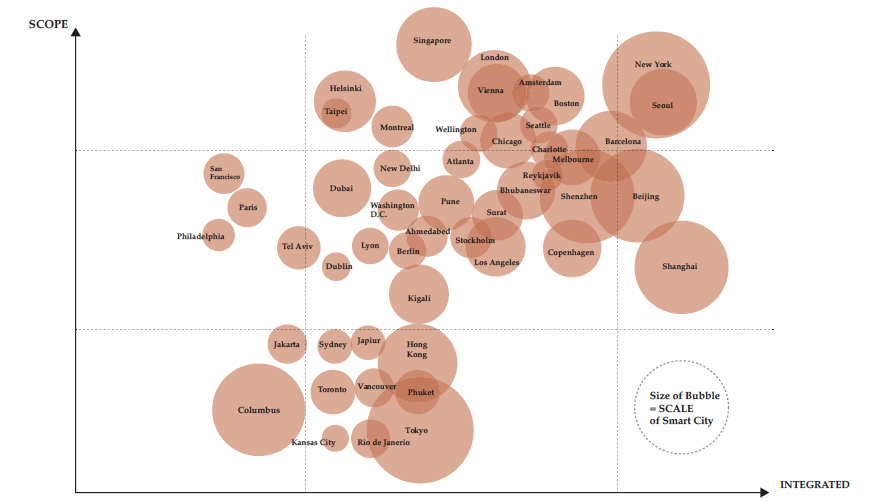 SCOPE
Singapore
London
New York
Amsterdam
Helsinki
Vienna
Boston
Seoul
Taipei
Seattle
Montreal
Wellington
Chicago
Barcelona
Charlotte
Melbourne
Atlanta
New Delhi
San
Francisco
Reykjavik
Dubai
Bhubaneswar
Shenzhen
Beijing
Pune
Washington
D.C.
Paris
Surat
Ahmedabed
Philadelphia
Stockholm
Tel Aviv
Lyon
Berlin
Copenhagen
Los Angeles
Dublin
Shanghai
Kigali
Jakarta
Sydney
Japiur
Hong
Kong
Toronto
Vancouver
Phuket
Size of Bubble
= SCALE
of Smart City
Columbus
Tokyo
Kansas City
Rio de Janerio
INTEGRATED